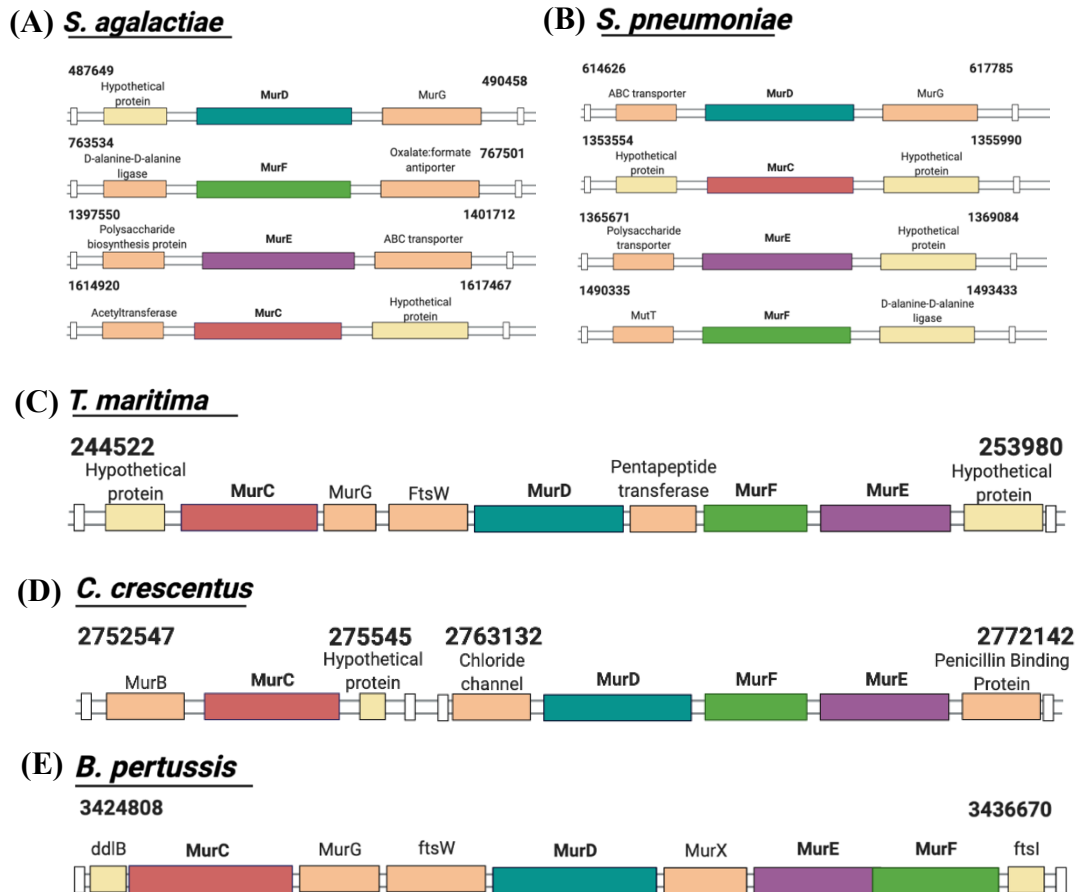 (A) S. agalactiae
487649
490458
Hypothetical
protein
MurD
MurG
763534
767501
D-alanine-D-alanine
ligase
MurF
Oxalate:formate
antiporter
1397550
1401712
Polysaccharide
biosynthesis protein
MurE
ABC transporter
1614920
1617467
Acetyltransferase
MurC
Hypothetical
protein
(B) S. pneumoniae
614626
617785
ABC transporter
MurD
MurG
1353554
1355990
Hypothetical
protein
MurC
Hypothetical
protein
1365671
1369084
Polysaccharide
transporter
MurE
Hypothetical
protein
1490335
1493433
MutT
MurF
D-alanine-D-alanine
ligase
(C) T. maritima
244522
253980
Hypothetical
protein
MurC
MurG
FtsW
MurD
Pentapeptide
transferase
MurF
MurE
Hypothetical
protein
(D) C. crescentus
2752547
275545
2763132
2772142
MurB
MurC
Hypothetical
protein
Chloride
channel
MurD
MurF
MurE
Penicillin Binding
Protein
(E) B. pertussis
3424808
3436670
ddlB
MurC
MurG
ftsW
MurD
MurX
MurE
MurF
ftsI